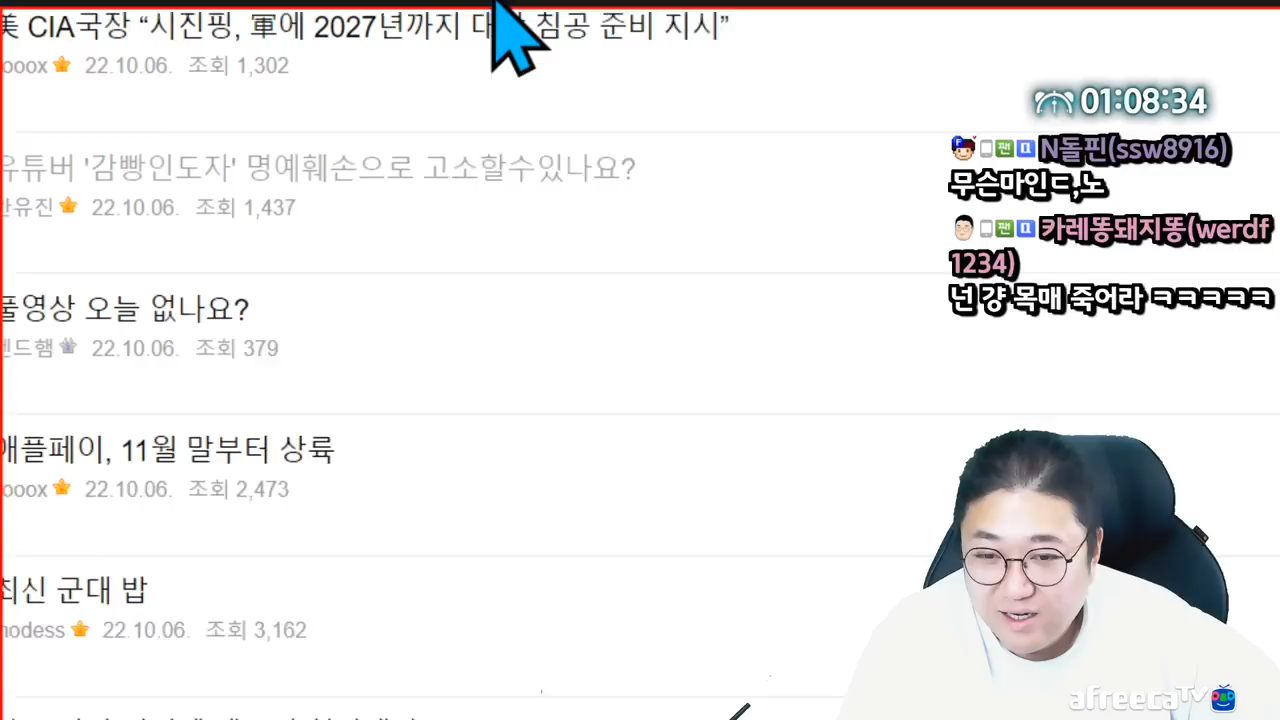 美 CIA국장 “시진핑, 軍에 2027년까지 침공 준비 지시”
ooox 22.10.06. 조회 1,302
유튜버 '감빵인도자' 명예훼손으로 고소할수있나요?
안유진 22.10.06. 조회 1,437
풀영상 오늘 없나요?
22.10.06. 조회 379
애플페이, 11월 말부터 상륙
ooox 22.10.06. 조회 2,473
최신 군대 밥
nodess 22.10.06. 조회 3,162
01:08:34
팬 N돌핀(ssw8916)
무슨마인ㄷ,노
팬 카레똥돼지똥(werdf
1234)
넌 걍 목매 죽어라 ㅋㅋㅋㅋㅋ
afreecaTV